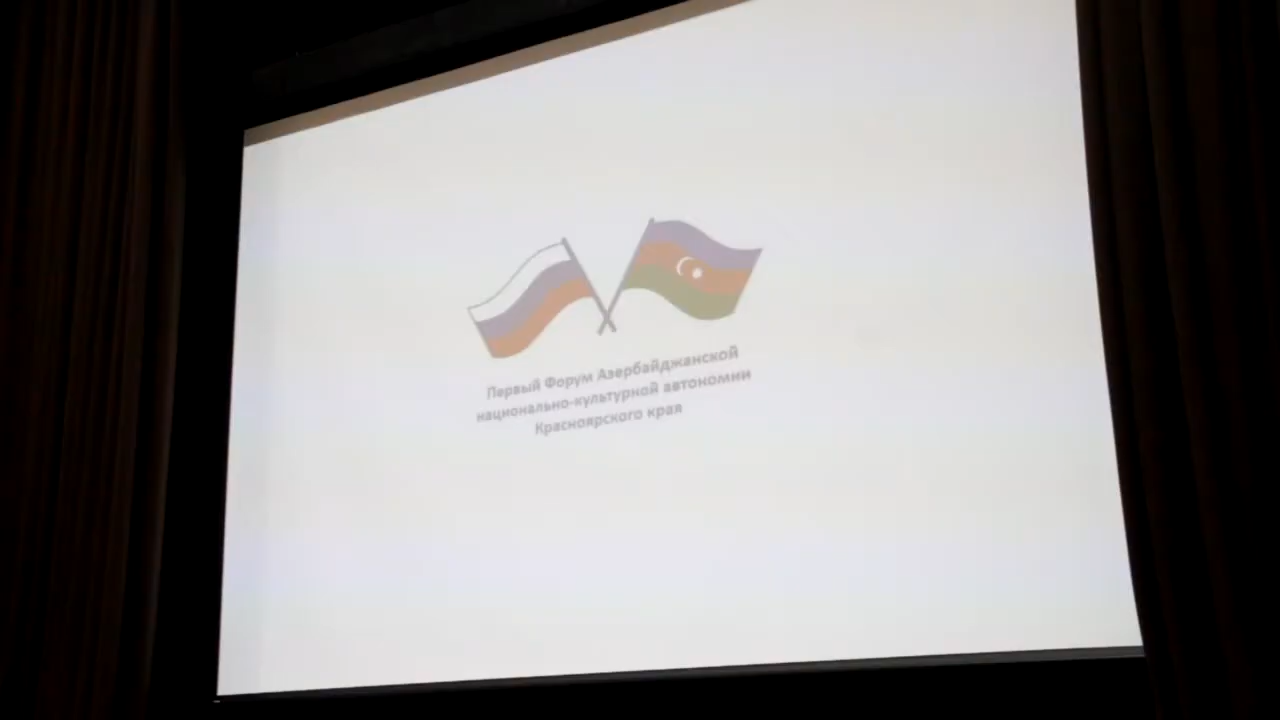 Первый Форум Азербайджанской
национально-культурной автономии
Красноярского края